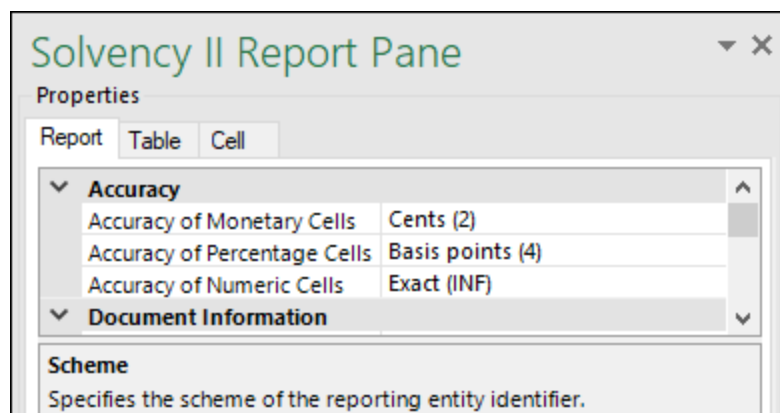 Solvency II Report Pane
Properties
Report Table Cell
Accuracy
Accuracy of Monetary Cells Cents (2)
Accuracy of Percentage Cells Basis points (4)
Accuracy of Numeric Cells Exact (INF)
Document Information
Scheme
Specifies the scheme of the reporting entity identifier.